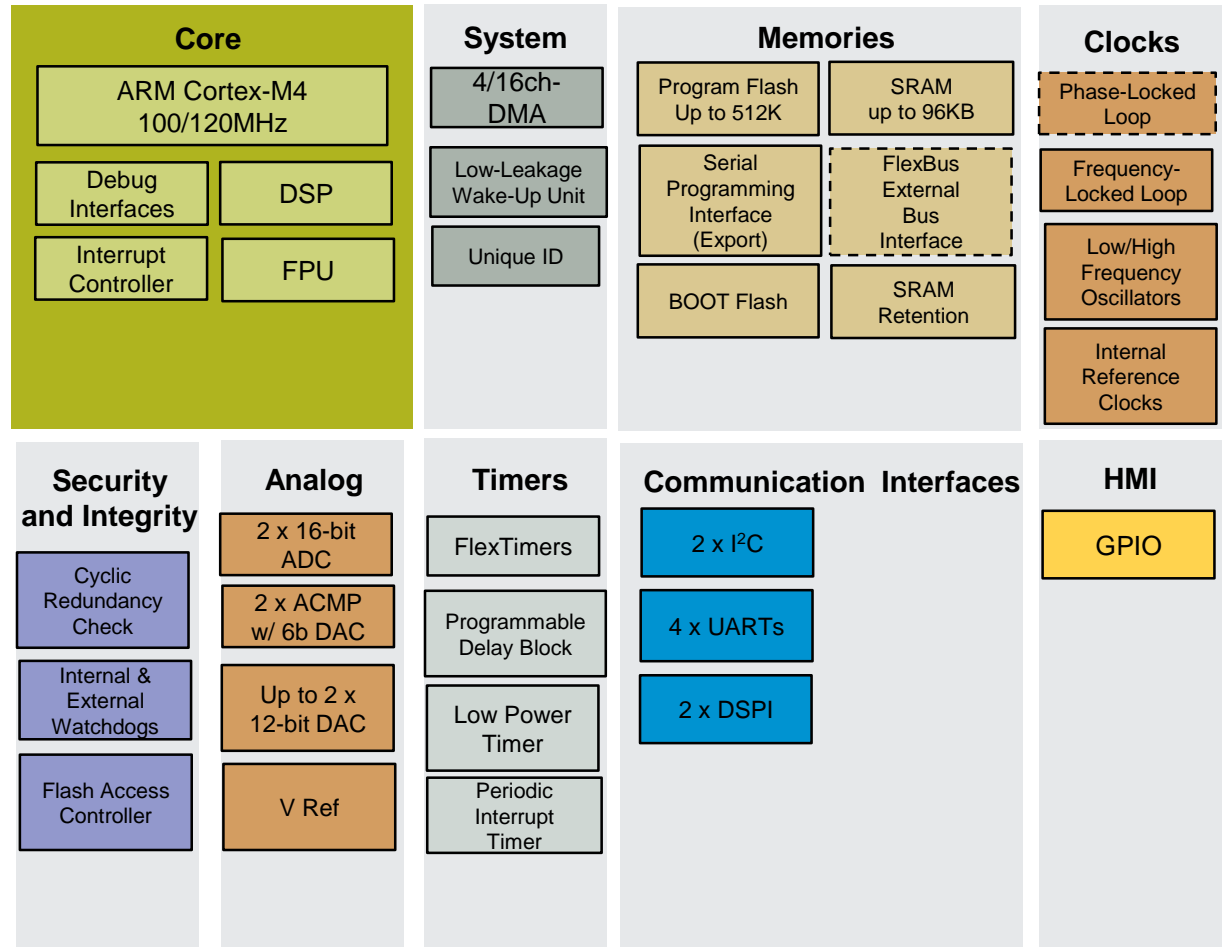 Core
ARM Cortex-M4
100/120MHz
Debug
Interfaces
DSP
Interrupt
Controller
FPU
System
4/16ch-
DMA
Low-Leakage
Wake-Up Unit
Unique ID
Memories
Program Flash
Up to 512K
SRAM
up to 96KB
Serial
Programming
Interface
(Export)
FlexBus
External
Bus
Interface
BOOT Flash
SRAM
Retention
Clocks
Phase-Locked
Loop
Frequency-
Locked Loop
Low/High
Frequency
Oscillators
Internal
Reference
Clocks
Security
and Integrity
Cyclic
Redundancy
Check
Internal &
External
Watchdogs
Flash Access
Controller
Analog
2 x 16-bit
ADC
2 x ACMP
w/ 6b DAC
Up to 2 x
12-bit DAC
V Ref
Timers
FlexTimers
Programmable
Delay Block
Low Power
Timer
Periodic
Interrupt
Timer
Communication Interfaces
2 x I²C
4 x UARTs
2 x DSPI
HMI
GPIO